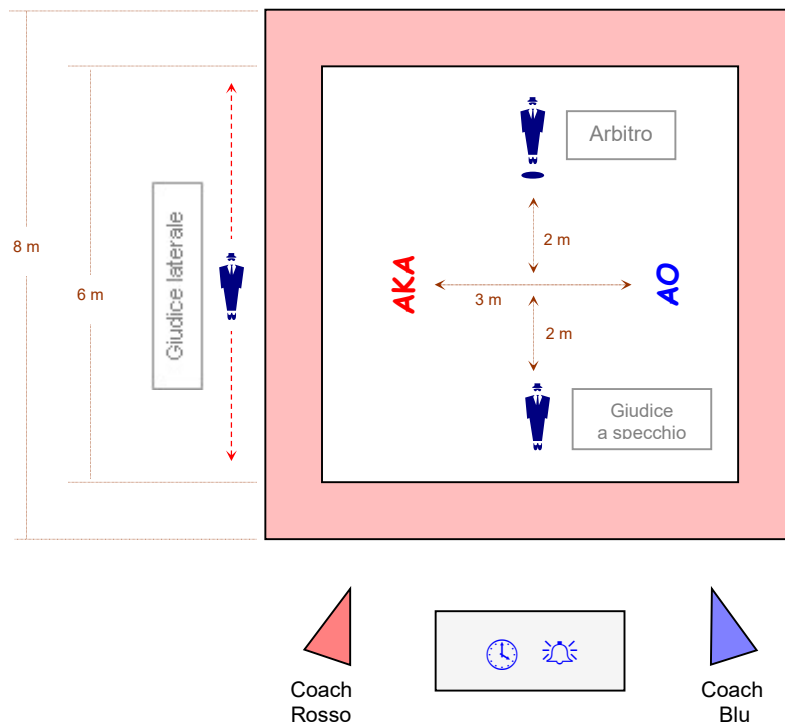 Arbitro
2 m
8 m
Giudice laterale
AKA
AO
6 m
3 m
2 m
Giudice
a specchio
Coach
Rosso
Coach
Blu